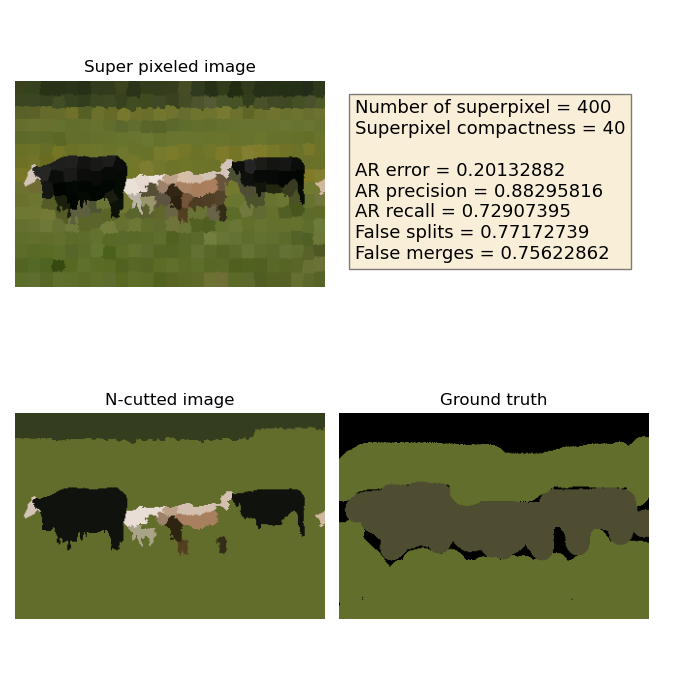 Super pixeled image
Number of superpixel = 400
Superpixel compactness = 40
AR error = 0.20132882
AR precision = 0.88295816
AR recall = 0.72907395
False splits = 0.77172739
False merges = 0.75622862
N-cutted image
Ground truth